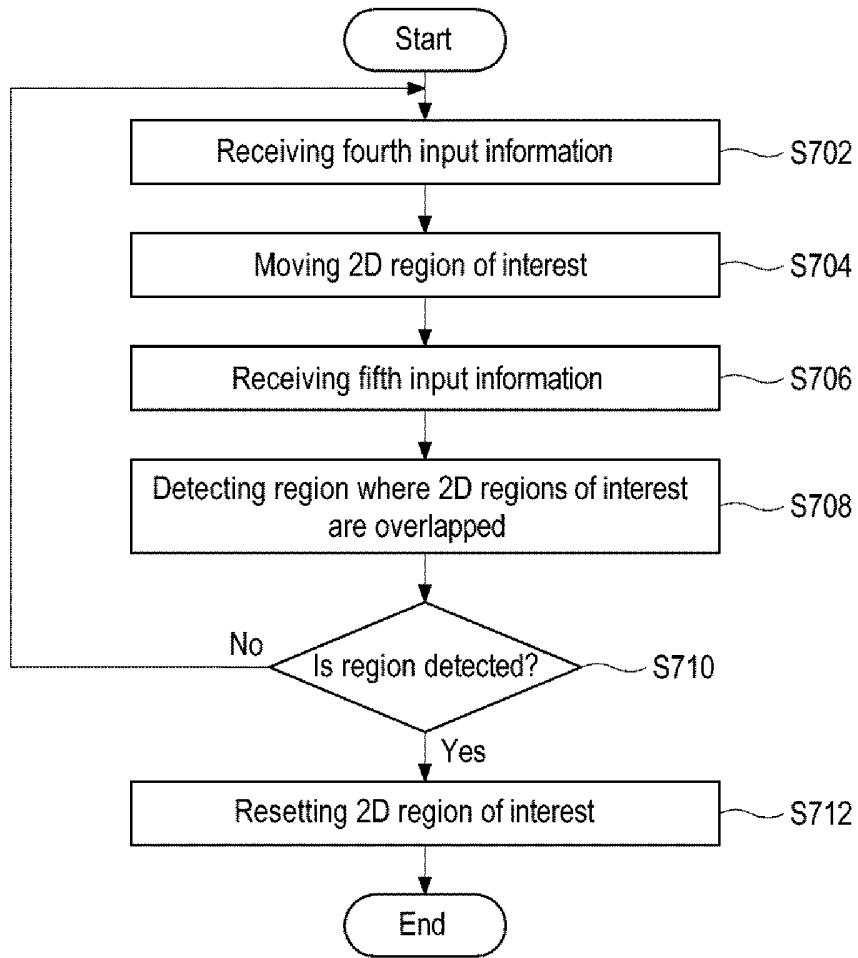 Start
Receiving fourth input information
S702
Moving 2D region of interest
S704
Receiving fifth input information
S706
Detecting region where 2D regions of interest
are overlapped
S708
No
Is region detected?
S710
Yes
Resetting 2D region of interest
S712
End